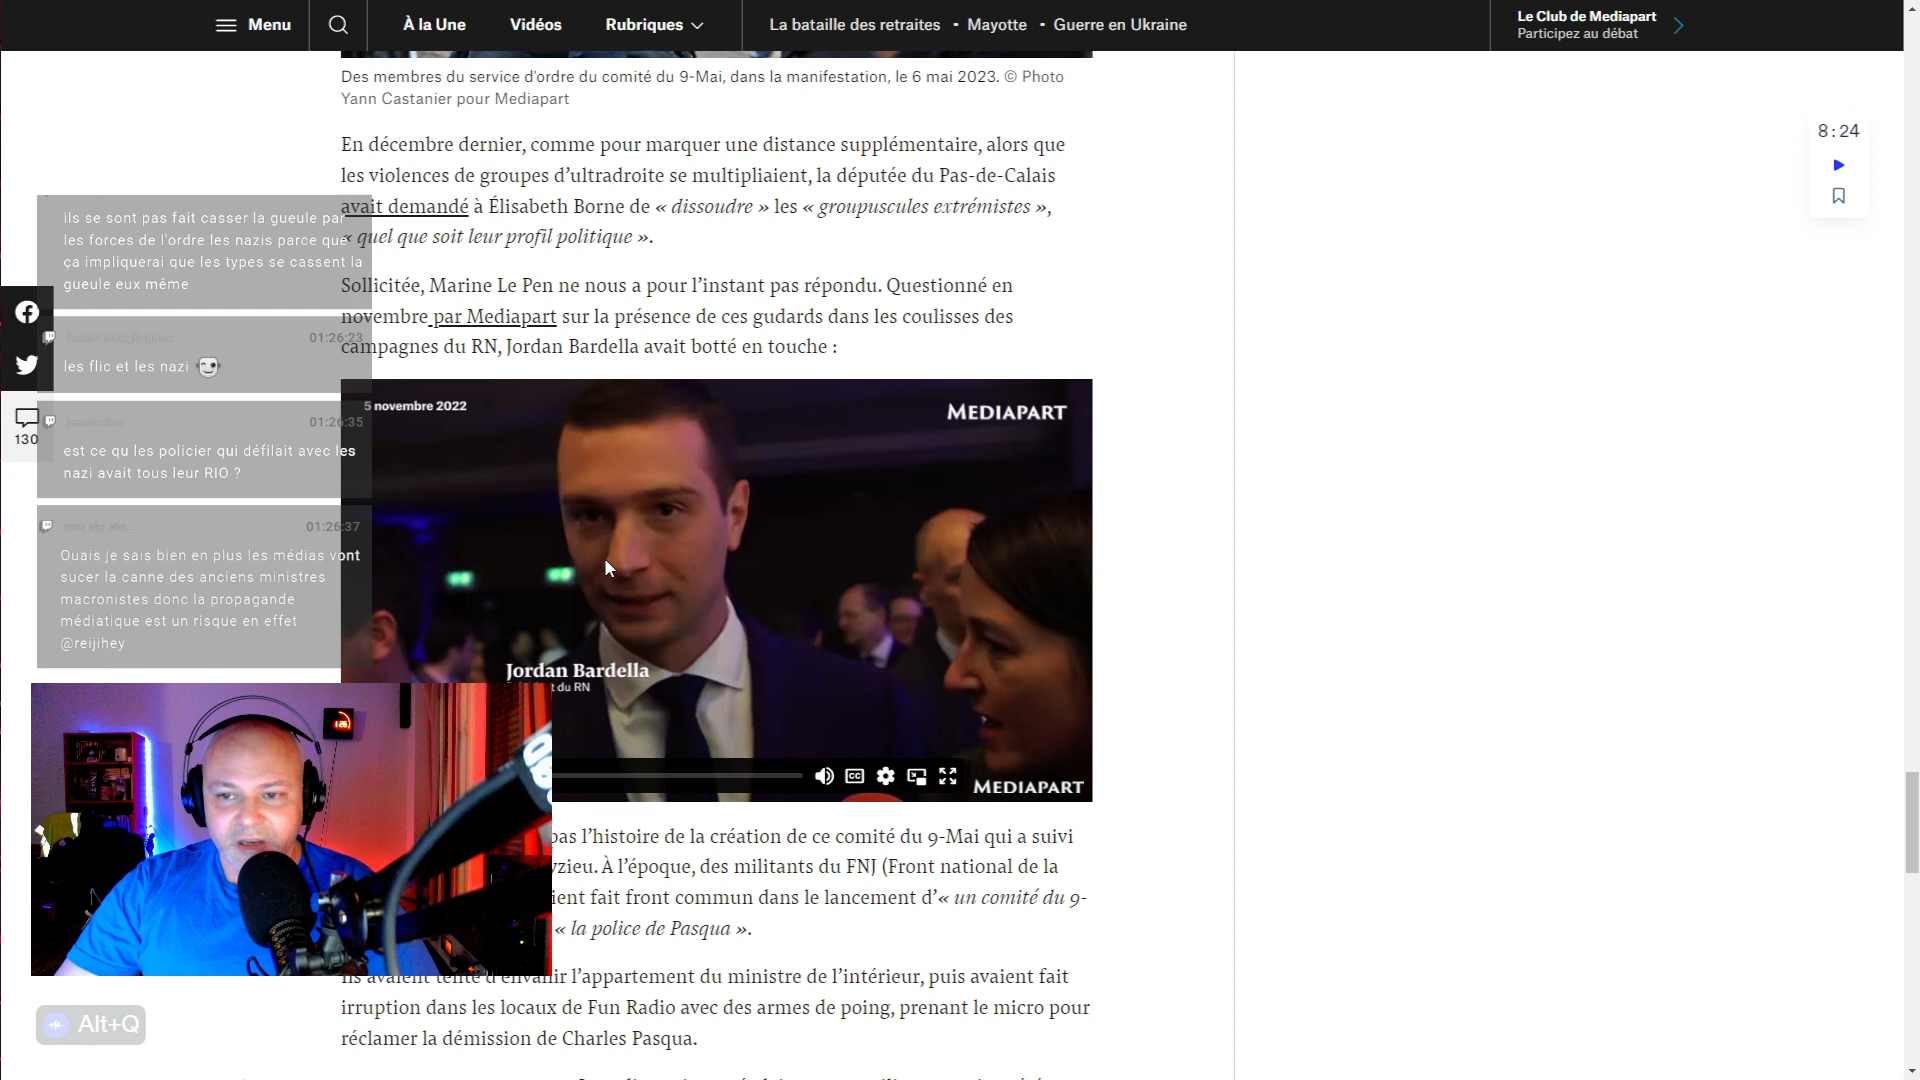 Menu
À la Une
Vidéos
Rubriques
La bataille des retraites • Mayotte • Guerre en Ukraine
Le Club de Mediapart
Participez au débat
Des membres du service d'ordre du comité du 9-Mai, dans la manifestation, le 6 mai 2023. © Photo
Yann Castanier pour Mediapart
8:24
En décembre dernier, comme pour marquer une distance supplémentaire, alors que
les violences de groupes d’ultradroite se multipliaient, la députée du Pas-de-Calais
avait demandé à Élisabeth Borne de « dissoudre » les « groupuscules extrémistes »,
« quel que soit leur profil politique ».
Sollicitée, Marine Le Pen ne nous a pour l’instant pas répondu. Questionné en
novembre par Mediapart sur la présence de ces gudards dans les coulisses des
campagnes du RN, Jordan Bardella avait botté en touche :
ils se sont pas fait casser la gueule par
les forces de l'ordre les nazis parce que
ça impliquerai que les types se cassent la
gueule eux même
01:26:23
les flic et les nazi
01:26:35
est ce qu les policier qui défilait avec les
nazi avait tous leur RIO ?
01:26:37
Ouais je sais bien en plus les médias vont
sucer la canne des anciens ministres
macronistes donc la propagande
médiatique est un risque en effet
@reijihey
130
5 novembre 2022
MEDIAPART
Jordan Bardella
t du RN
CC
MEDIAPART
pas l’histoire de la création de ce comité du 9-Mai qui a suivi
yzieu. À l’époque, des militants du FNJ (Front national de la
ient fait front commun dans le lancement d’« un comité du 9-
« la police de Pasqua ».
Ils avaient tenté d’envahir l’appartement du ministre de l’intérieur, puis avaient fait
irruption dans les locaux de Fun Radio avec des armes de poing, prenant le micro pour
réclamer la démission de Charles Pasqua.
Alt+Q